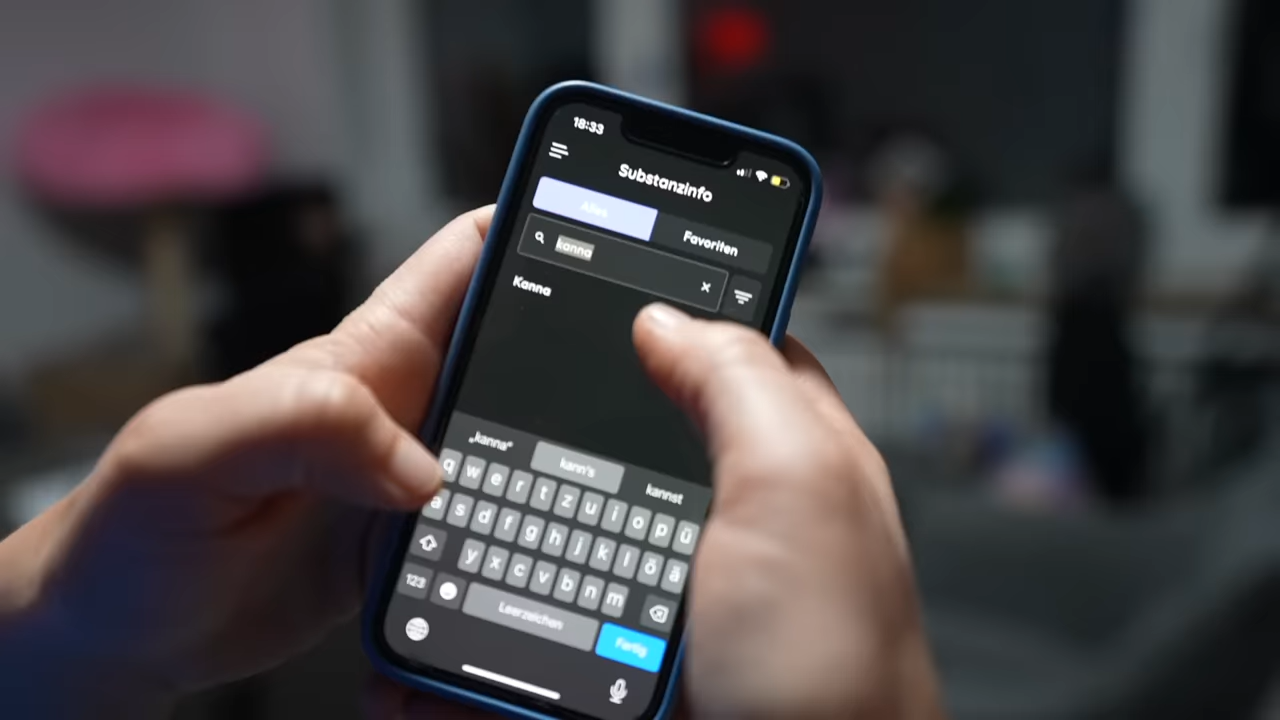 18:33
Substanzinfo
Alles
Favoriten
kanna
Kanna
„kanna“
kann's
kannst
q w e r t z u i o p ü
a s d f g h j k l ö ä
y x c v b n m
123
Leerzeichen
Fertig